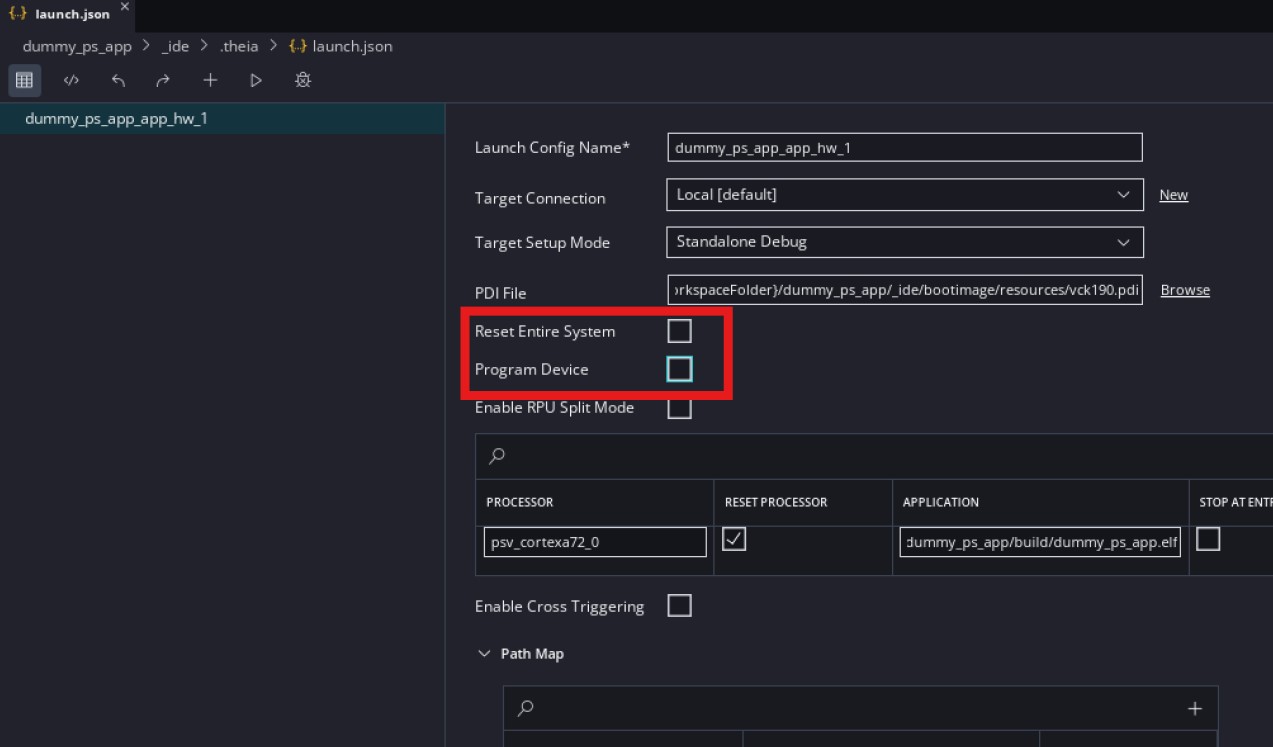 {..} launch.json ×
dummy_ps_app > _ide > .theia > {..} launch.json
dummy_ps_app_app_hw_1
Launch Config Name* dummy_ps_app_app_hw_1
Target Connection Local [default] New
Target Setup Mode Standalone Debug
PDI File orkspaceFolder}/dummy_ps_app/_ide/bootimage/resources/vck190.pdi Browse
Reset Entire System
Program Device
Enable RPU Split Mode
PROCESSOR RESET PROCESSOR APPLICATION STOP AT ENTR
psv_cortexa72_0 dummy_ps_app/build/dummy_ps_app.elf
Enable Cross Triggering
Path Map